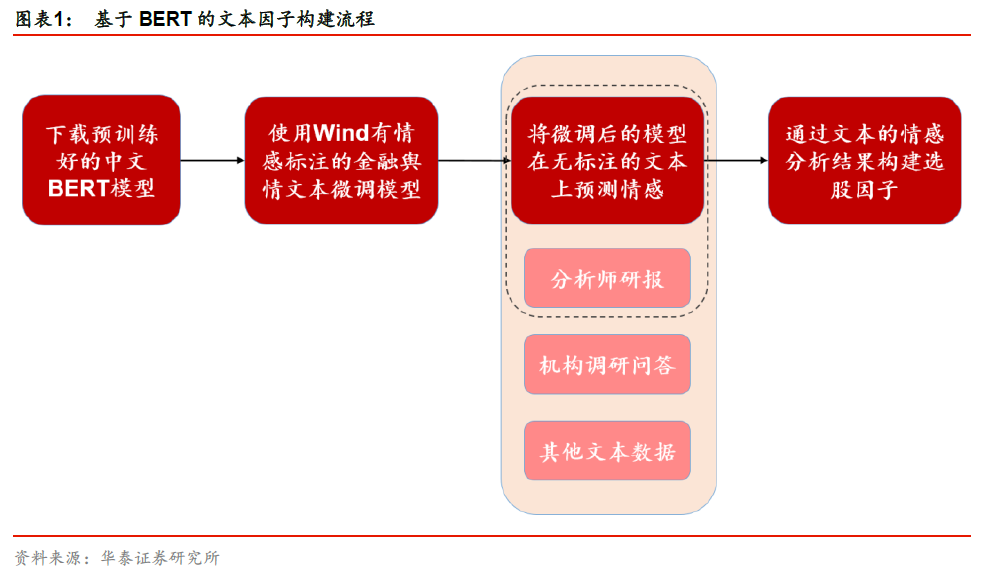 图表1： 基于 BERT 的文本因子构建流程
下载预训练
好的中文
BERT模型
使用Wind有情
感标注的金融舆
情文本微调模型
将微调后的模型
在无标注的文本
上预测情感
通过文本的情感
分析结果构建选
股因子
分析师研报
机构调研问答
其他文本数据
资料来源：华泰证券研究所